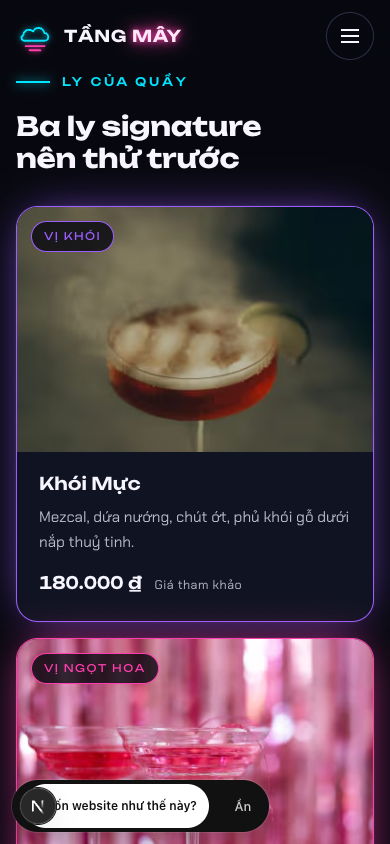 TẦNG MÂY
LY CỦA QUẦY
Ba ly signature
nên thử trước
VỊ KHÓI
Khói Mực
Mezcal, dứa nướng, chút ớt, phủ khói gỗ dưới
nắp thuỷ tinh.
180.000 ₫ Giá tham khảo
VỊ NGỌT HOA
N
website như thế này? Ẩn